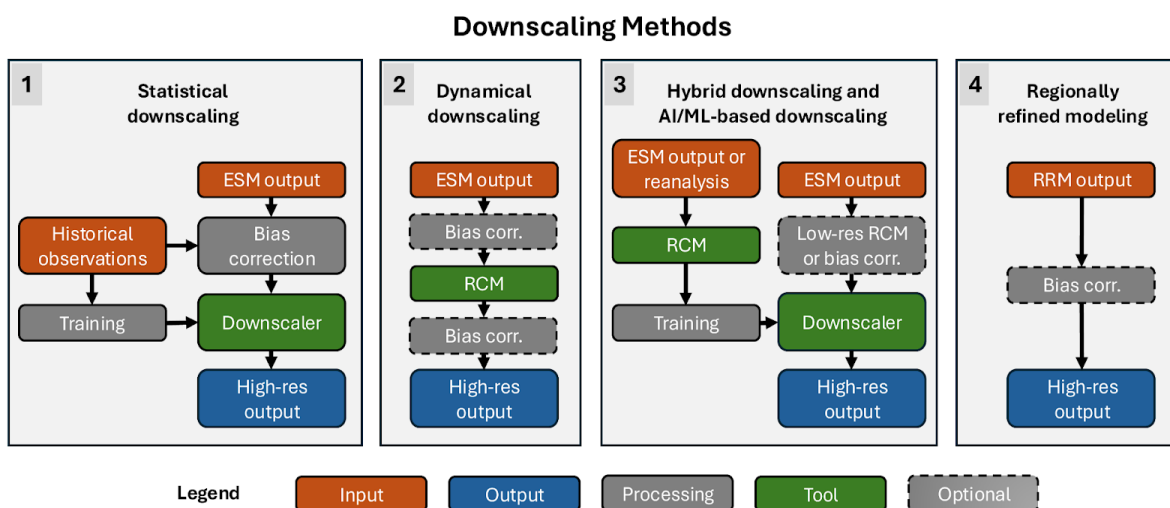 Downscaling Methods
1
Statistical
downscaling
ESM output
Historical
observations
Bias
correction
Training
Downscaler
High-res
output
2
Dynamical
downscaling
ESM output
Bias corr.
RCM
Bias corr.
High-res
output
3
Hybrid downscaling and
AI/ML-based downscaling
ESM output or
reanalysis
ESM output
RCM
Low-res RCM
or bias corr.
Training
Downscaler
High-res
output
4
Regionally
refined modeling
RRM output
Bias corr.
High-res
output
Legend
Input
Output
Processing
Tool
Optional